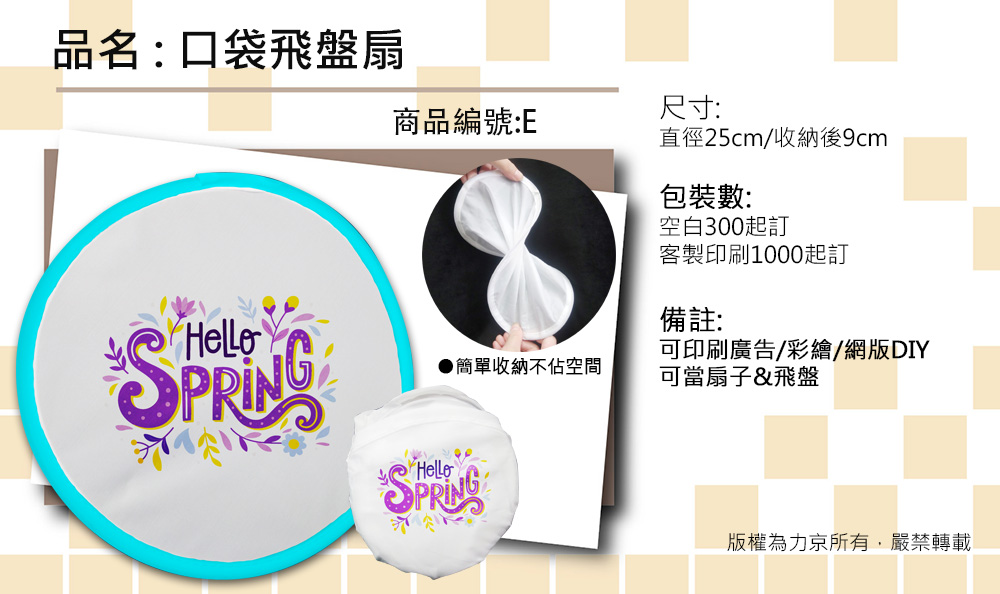 品名 : 口袋飛盤扇
商品編號:E
尺寸:
直徑25cm/收納後9cm
包裝數:
空白300起訂
客製印刷1000起訂
備註:
可印刷廣告/彩繪/網版DIY
可當扇子&飛盤
●簡單收納不佔空間
Hello
SPRING
Hello
SPRING
版權為力京所有，嚴禁轉載